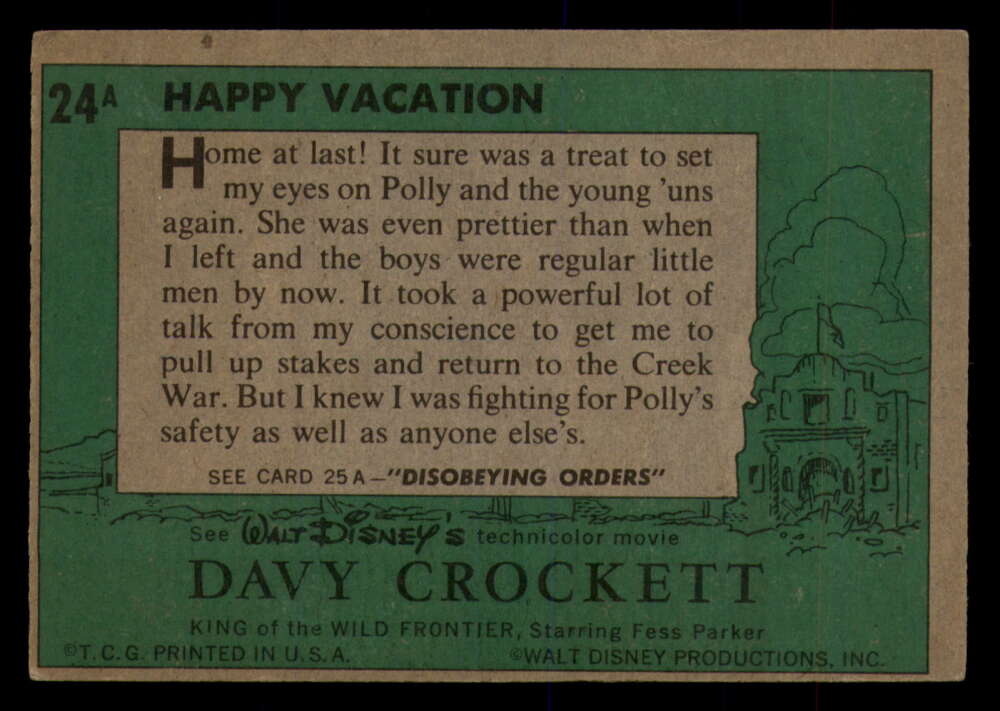 24A HAPPY VACATION
Home at last! It sure was a treat to set
my eyes on Polly and the young 'uns
again. She was even prettier than when
I left and the boys were regular little
men by now. It took a powerful lot of
talk from my conscience to get me to
pull up stakes and return to the Creek
War. But I knew I was fighting for Polly's
safety as well as anyone else's.
SEE CARD 25A—"DISOBEYING ORDERS"
See WALT DISNEY'S technicolor movie
DAVY CROCKETT
KING of the WILD FRONTIER, Starring Fess Parker
©T.C.G. PRINTED IN U.S.A. ©WALT DISNEY PRODUCTIONS, INC.